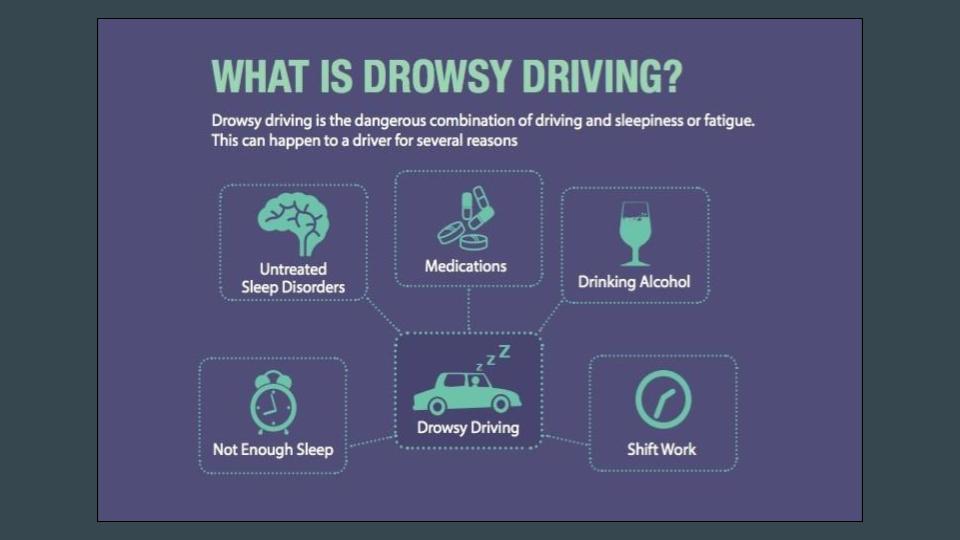 WHAT IS DROWSY DRIVING?
Drowsy driving is the dangerous combination of driving and sleepiness or fatigue.
This can happen to a driver for several reasons
Untreated
Sleep Disorders
Medications
Drinking Alcohol
z z Z
Not Enough Sleep
Drowsy Driving
Shift Work